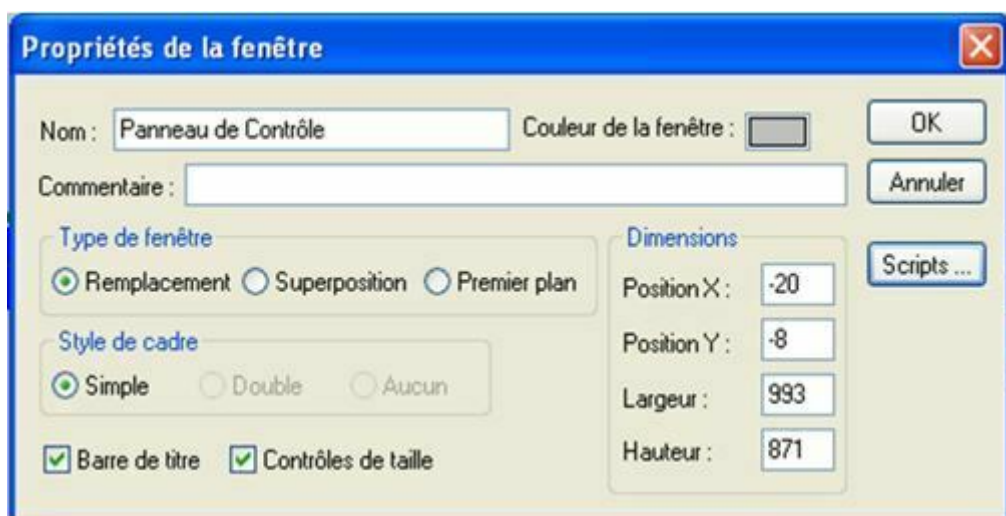 Propriétés de la fenêtre
Nom : Panneau de Contrôle Couleur de la fenêtre : OK
Commentaire : Annuler
Type de fenêtre Dimensions
Remplacement Superposition Premier plan Position X : -20 Scripts ...
Style de cadre Position Y : -8
Simple Double Aucun Largeur : 993
Barre de titre Contrôles de taille Hauteur : 871